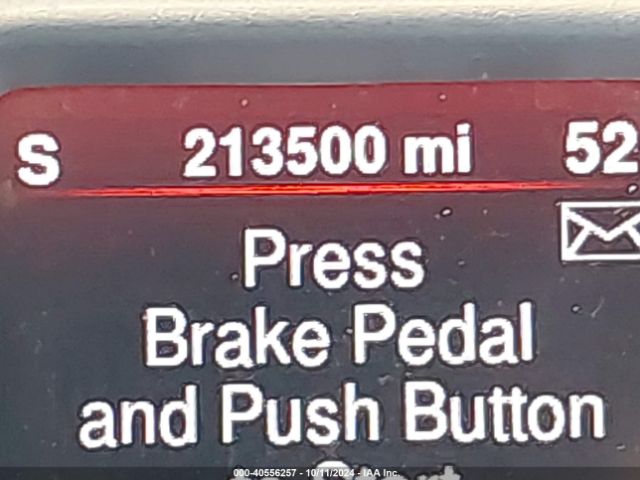 S 213500 mi 52
Press
Brake Pedal
and Push Button
000-40556257 - 10/11/2024 - IAA Inc.